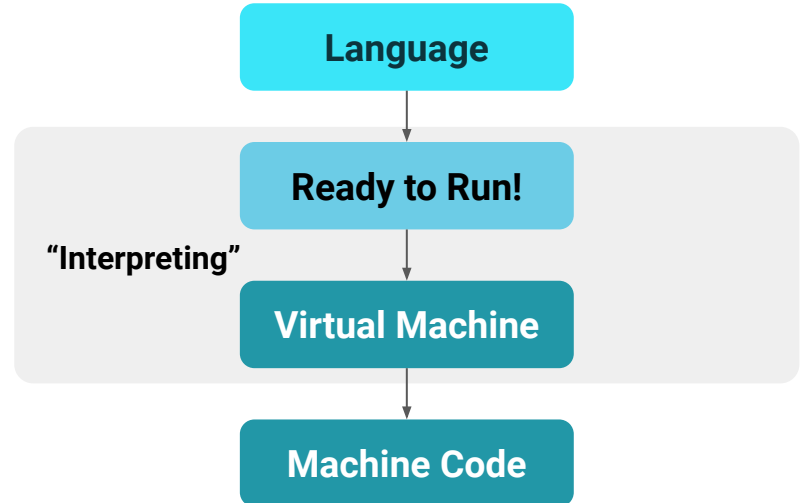 Language
Ready to Run!
“Interpreting”
Virtual Machine
Machine Code